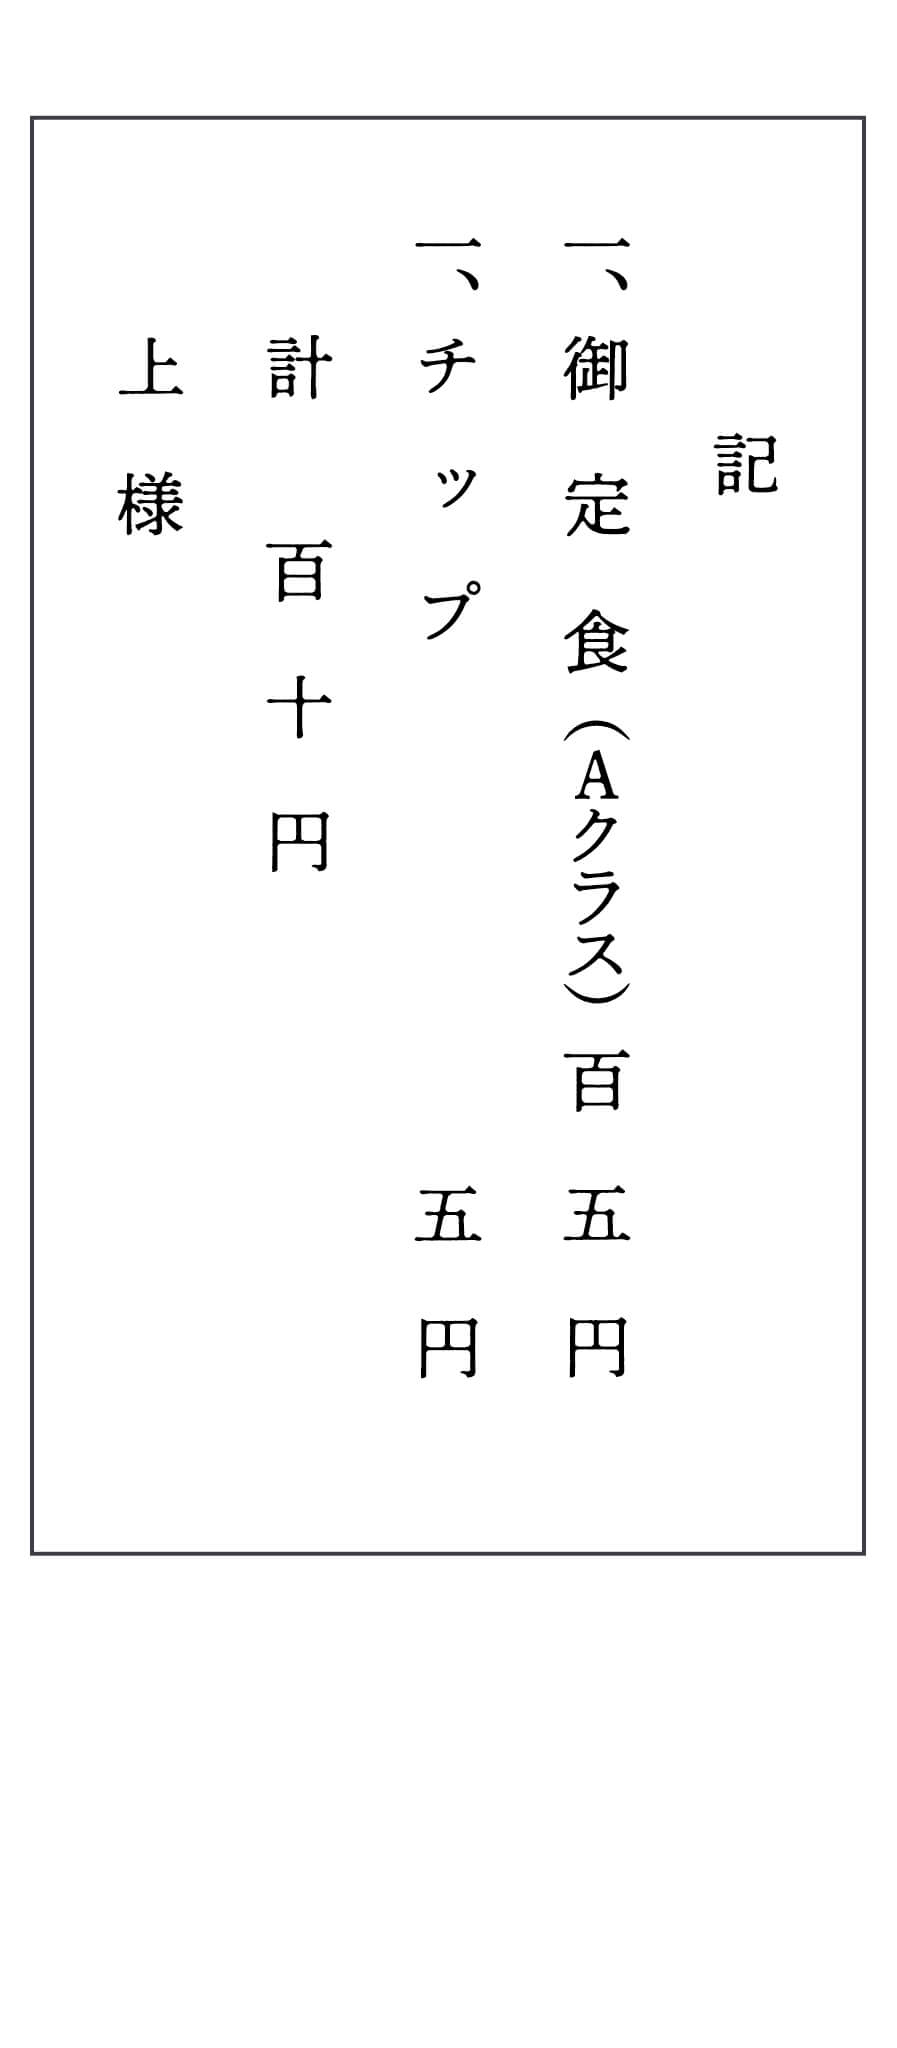 記
一、御定食（Aクラス）百五円
一、チップ　　　　五円
計　百十円
上様